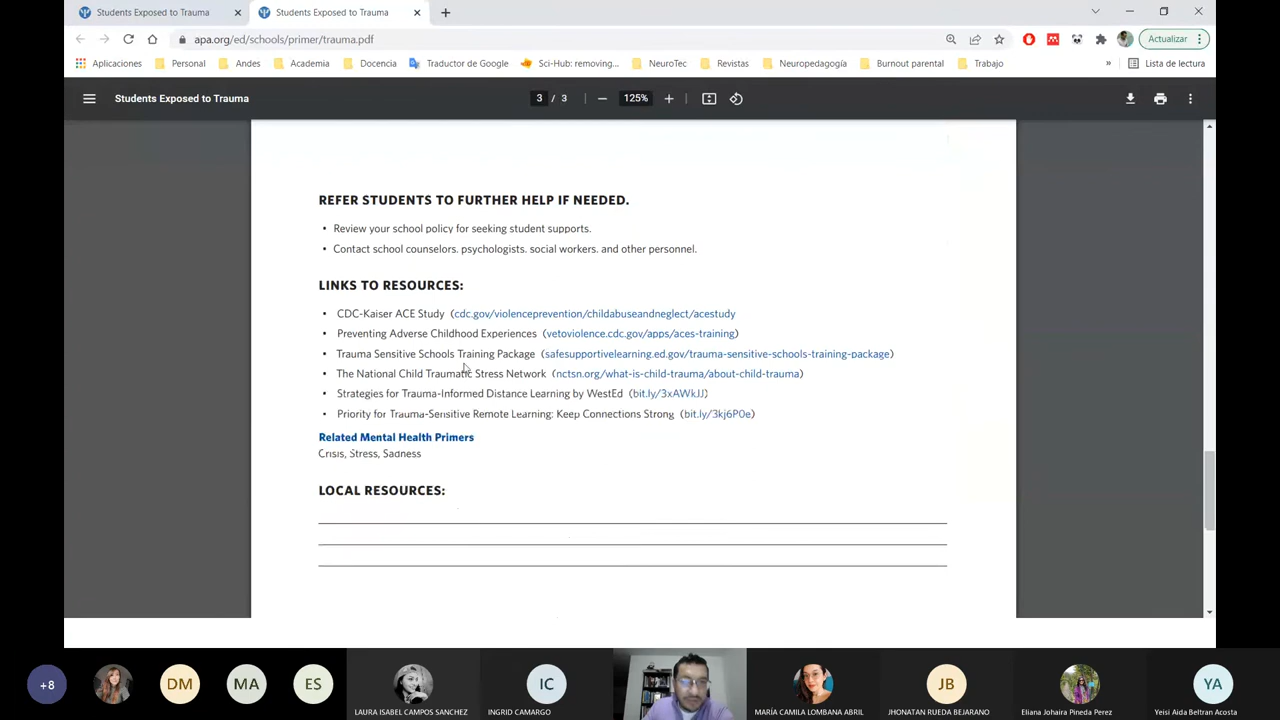 Students Exposed to Trauma
Students Exposed to Trauma
apa.org/ed/schools/primer/trauma.pdf
Actualizar
Aplicaciones
Personal
Andes
Academia
Docencia
Traductor de Google
Sci-Hub: removing...
NeuroTec
Revistas
Neuropedagogía
Burnout parental
Trabajo
»
Lista de lectura
Students Exposed to Trauma
3 / 3
125%
REFER STUDENTS TO FURTHER HELP IF NEEDED.
• Review your school policy for seeking student supports.
• Contact school counselors, psychologists, social workers, and other personnel.
LINKS TO RESOURCES:
• CDC-Kaiser ACE Study (cdc.gov/violenceprevention/childabuseandneglect/acestudy
• Preventing Adverse Childhood Experiences (vetoviolence.cdc.gov/apps/aces-training)
• Trauma Sensitive Schools Training Package (safesupportivelearning.ed.gov/trauma-sensitive-schools-training-package)
• The National Child Traumatic Stress Network (nctsn.org/what-is-child-trauma/about-child-trauma)
• Strategies for Trauma-Informed Distance Learning by WestEd (bit.ly/3xAWkJJ)
• Priority for Trauma-Sensitive Remote Learning: Keep Connections Strong (bit.ly/3kj6P0e)
Related Mental Health Primers
Crisis, Stress, Sadness
LOCAL RESOURCES:
+8
DM
MA
ES
LAURA ISABEL CAMPOS SANCHEZ
IC
INGRID CAMARGO
MARÍA CAMILA LOMBANA ABRIL
JB
JHONATAN RUEDA BEJARANO
Eliana Johaira Pineda Perez
YA
Yeisi Aida Beltran Acosta